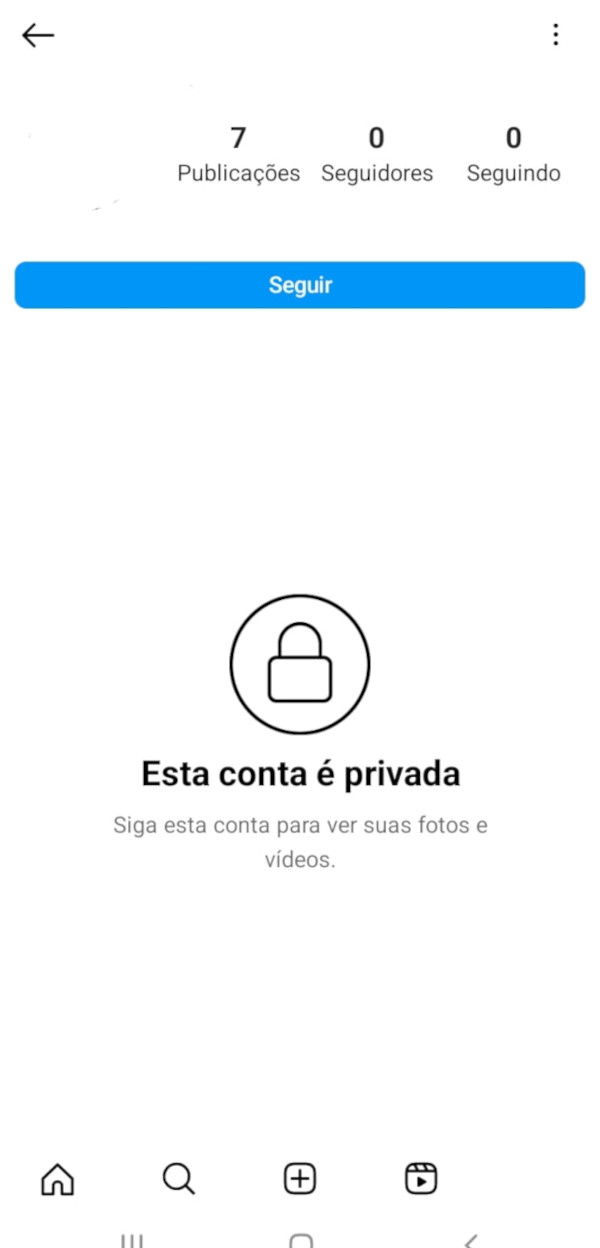 7 0 0
Publicações Seguidores Seguindo
Seguir
Esta conta é privada
Siga esta conta para ver suas fotos e
vídeos.